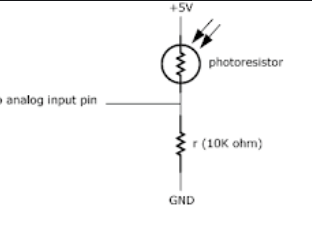 +5V
photoresistor
analog input pin
r (10K ohm)
GND